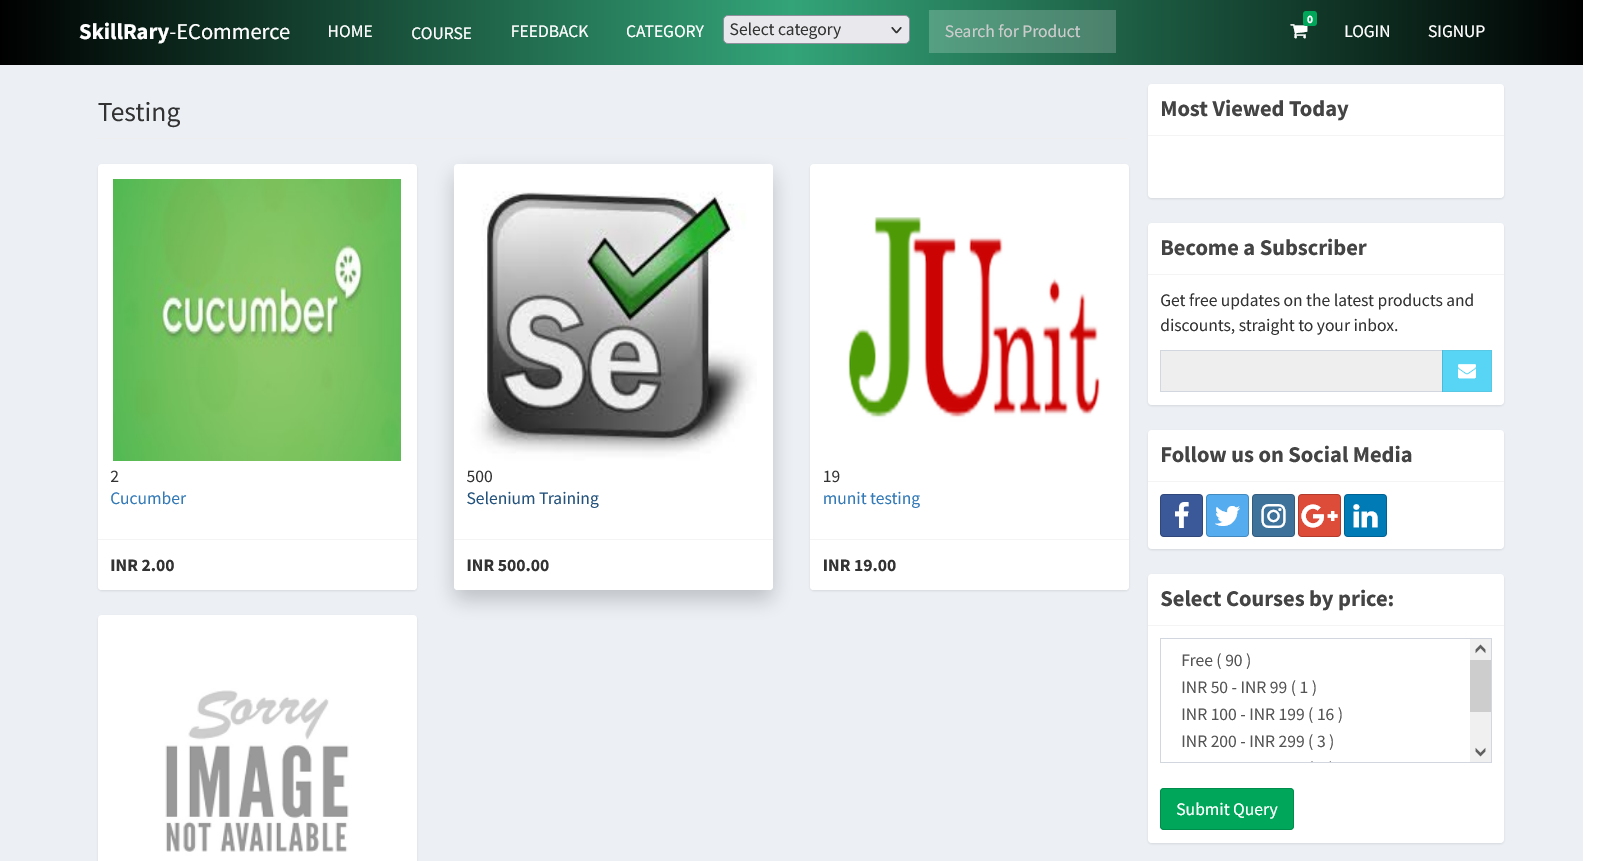 SkillRary-ECommerce
HOME
COURSE
FEEDBACK
CATEGORY
Select category
Search for Product
0
LOGIN
SIGNUP
Testing
cucumber
2
Cucumber
INR 2.00
Se
500
Selenium Training
INR 500.00
JUnit
19
munit testing
INR 19.00
Sorry
IMAGE
NOT AVAILABLE
Most Viewed Today
Become a Subscriber
Get free updates on the latest products and
discounts, straight to your inbox.
Follow us on Social Media
f
G+
in
Select Courses by price:
Free ( 90 )
INR 50 - INR 99 ( 1 )
INR 100 - INR 199 ( 16 )
INR 200 - INR 299 ( 3 )
Submit Query